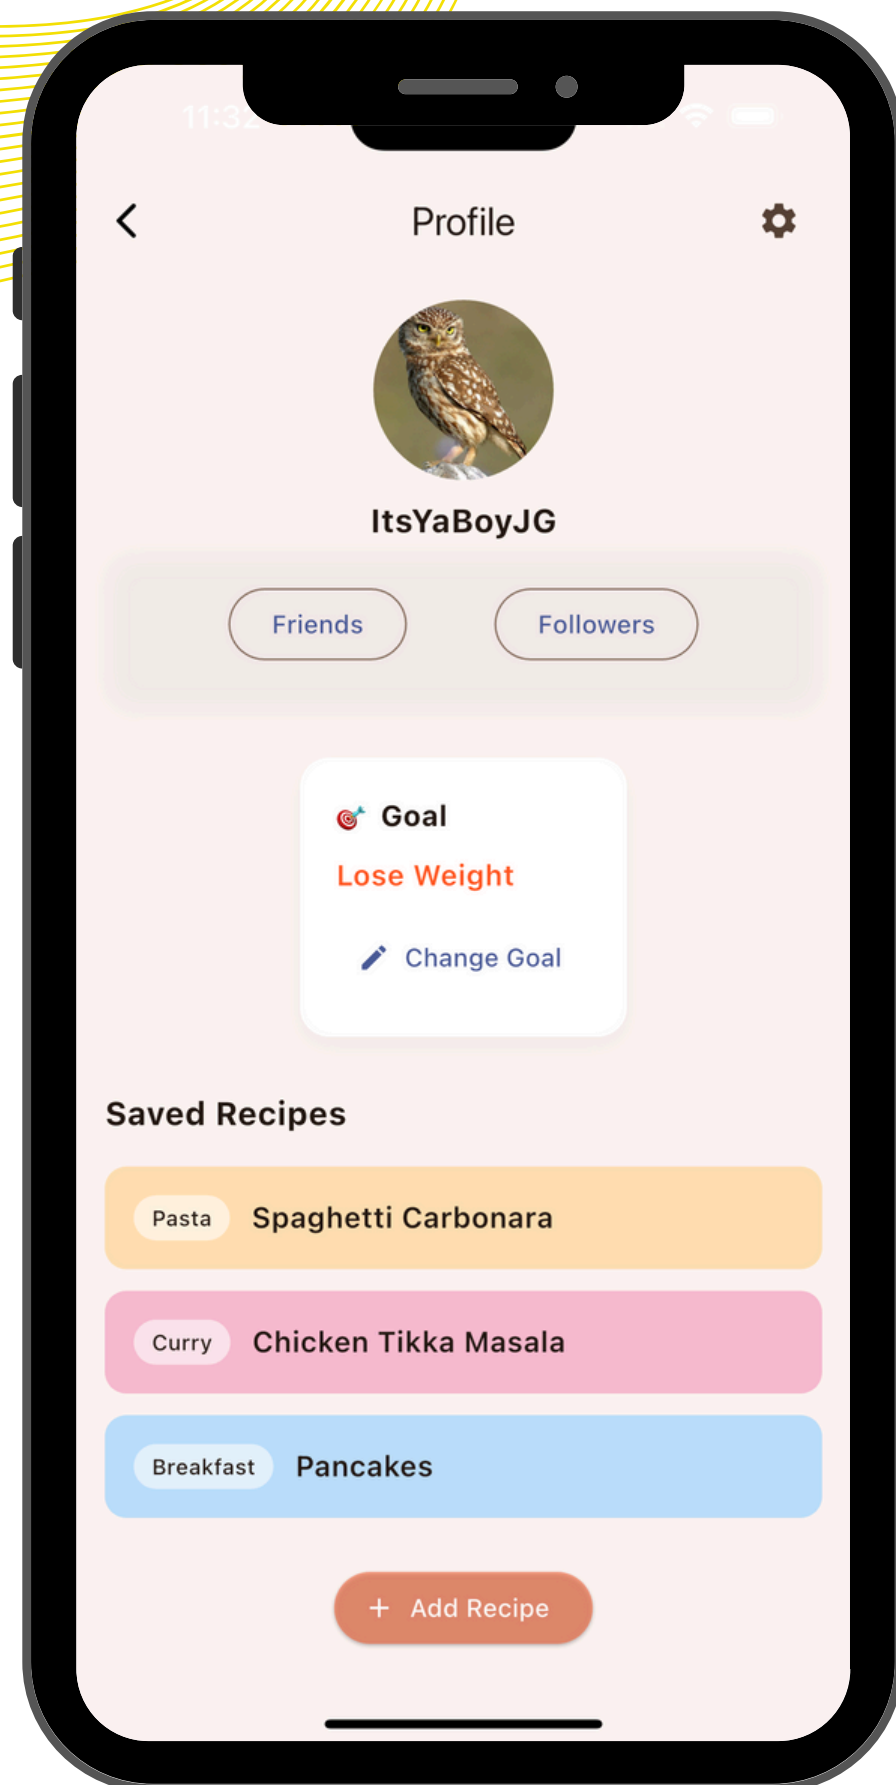 Profile
ItsYaBoyJG
Friends
Followers
Goal
Lose Weight
Change Goal
Saved Recipes
Pasta Spaghetti Carbonara
Curry Chicken Tikka Masala
Breakfast Pancakes
+ Add Recipe